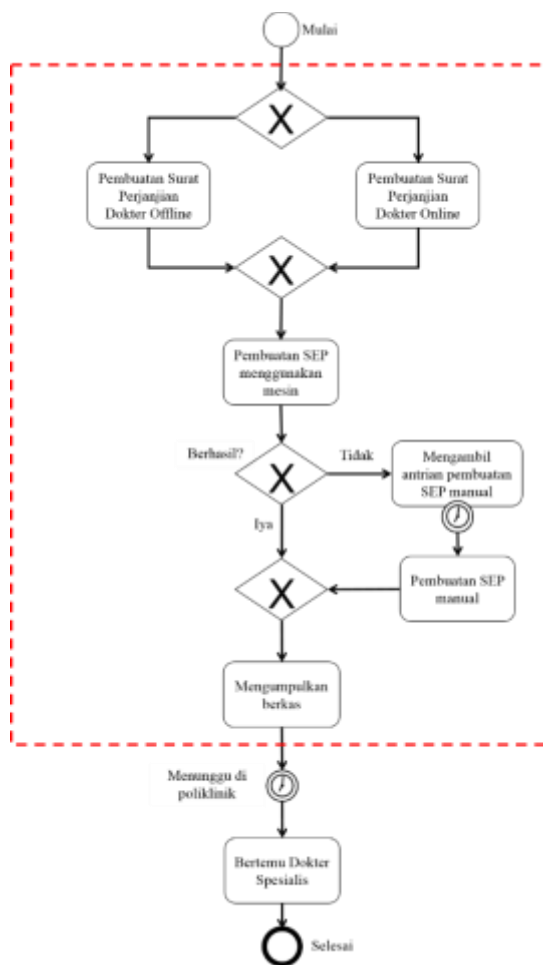 Mulai
X
Pembuatan Surat
Perjanjian
Dokter Offline
Pembuatan Surat
Perjanjian
Dokter Online
X
Pembuatan SEP
menggunakan
mesin
Berhasil?
X
Tidak
Mengambil
antrian pembuatan
SEP manual
Iya
X
Pembuatan SEP
manual
Mengumpulkan
berkas
Menunggu di
poliklinik
Bertemu Dokter
Spesialis
Selesai